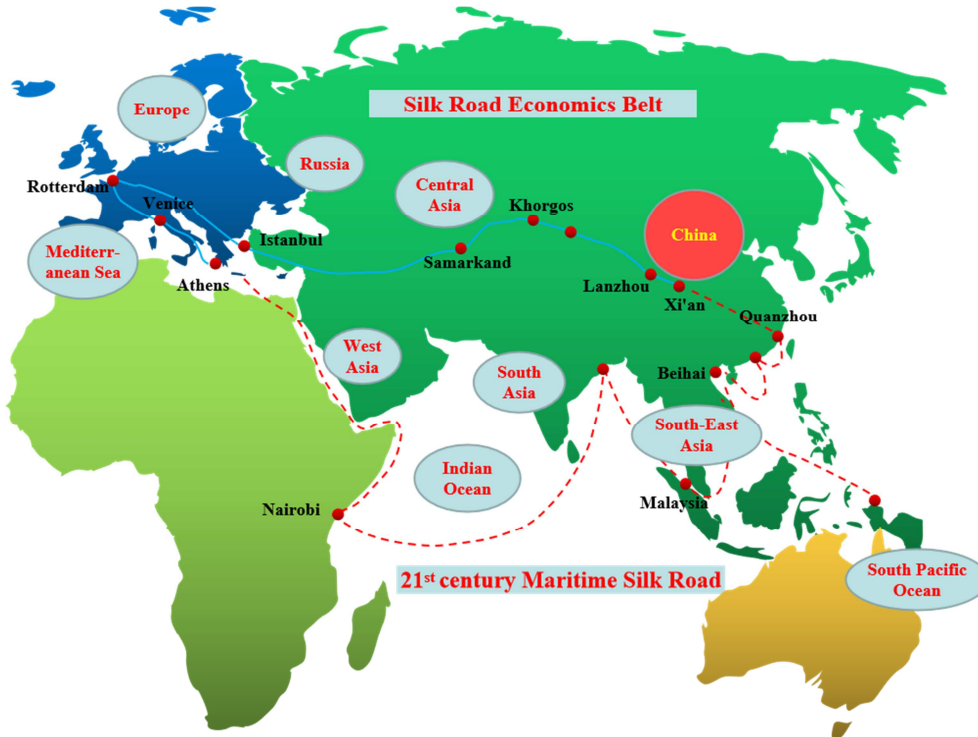 Silk Road Economics Belt
Europe
Russia
Central
Asia
Rotterdam
Venice
Khorgos
China
Istanbul
Mediterr-
anean Sea
Samarkand
Athens
Lanzhou
Xi'an
Quanzhou
West
Asia
South
Asia
Beihai
South-East
Asia
Indian
Ocean
Malaysia
Nairobi
21st century Maritime Silk Road
South Pacific
Ocean